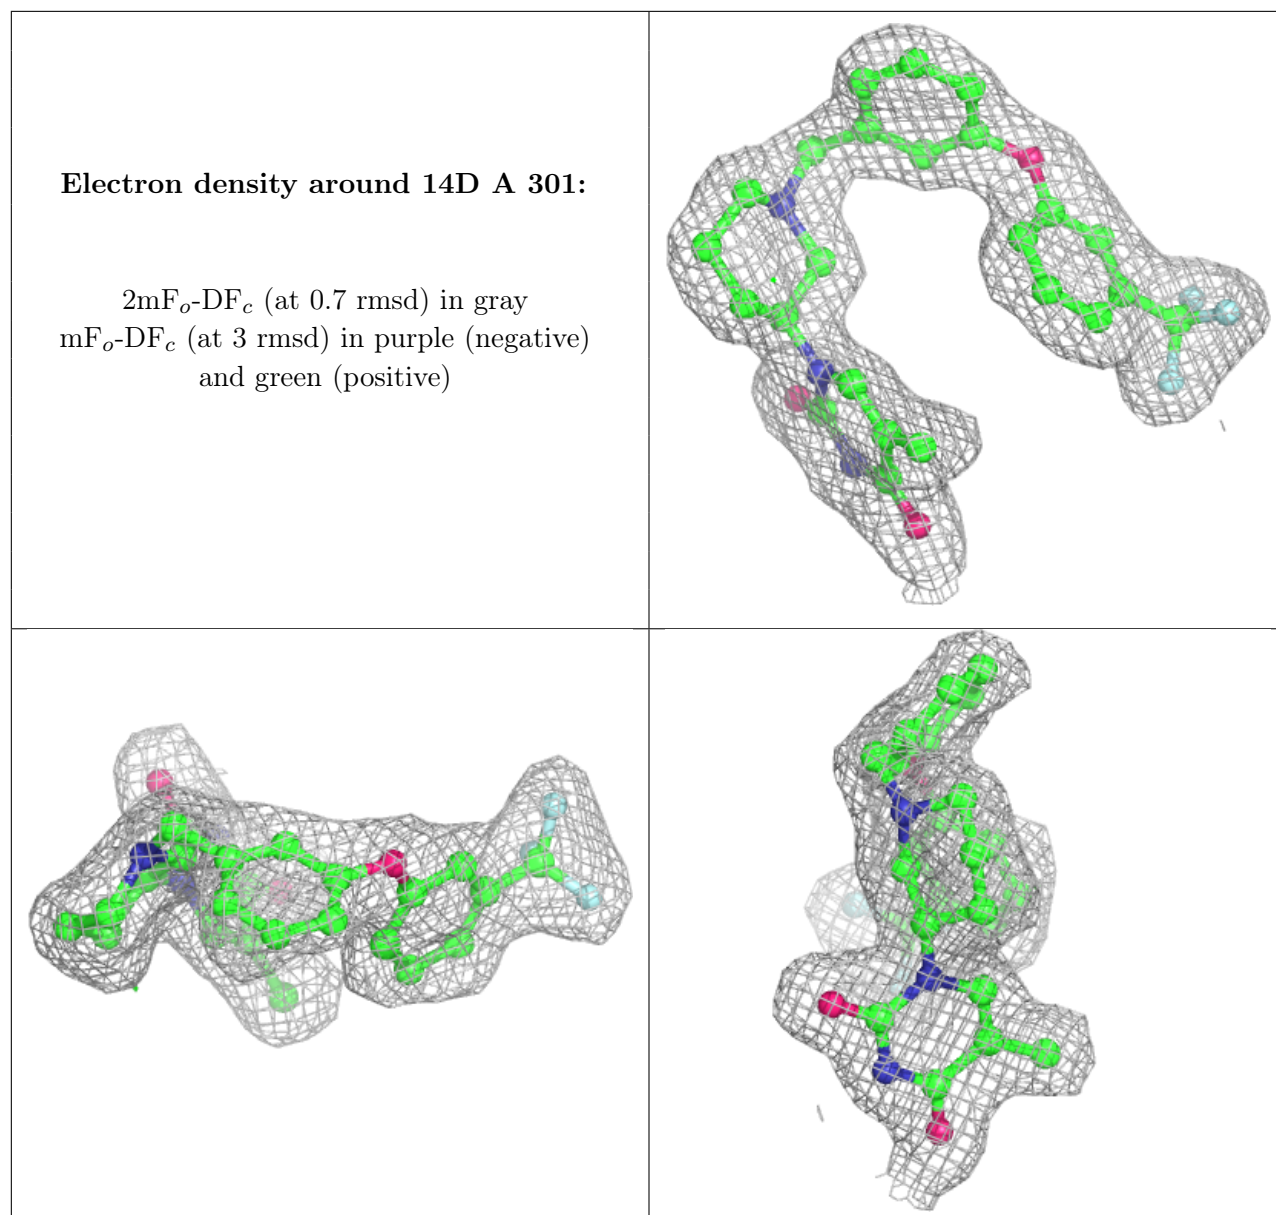 Electron density around 14D A 301:
2mFₒ-DF𝒸 (at 0.7 rmsd) in gray
mFₒ-DF𝒸 (at 3 rmsd) in purple (negative)
and green (positive)